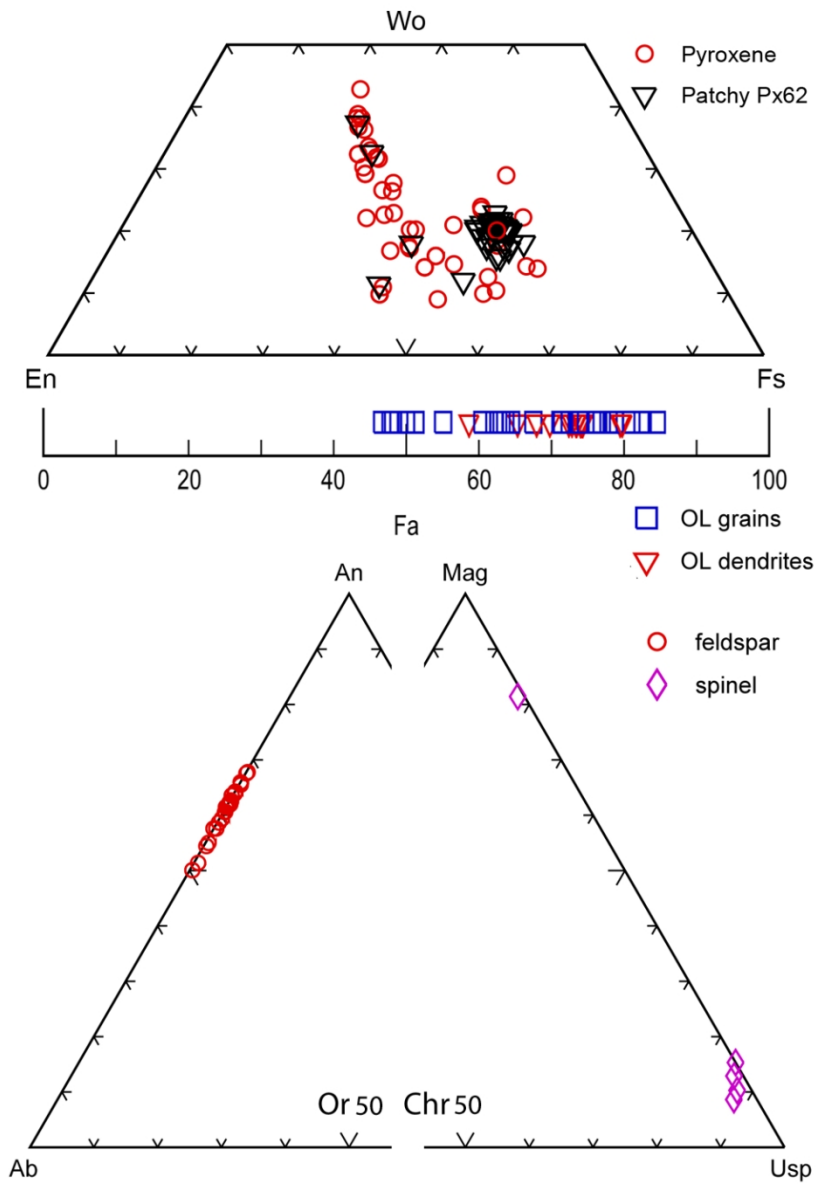 Wo
Pyroxene
Patchy Px62
En
Fs
0
20
40
60
80
100
Fa
OL grains
OL dendrites
An
Mag
feldspar
spinel
Or 50
Chr 50
Ab
Usp